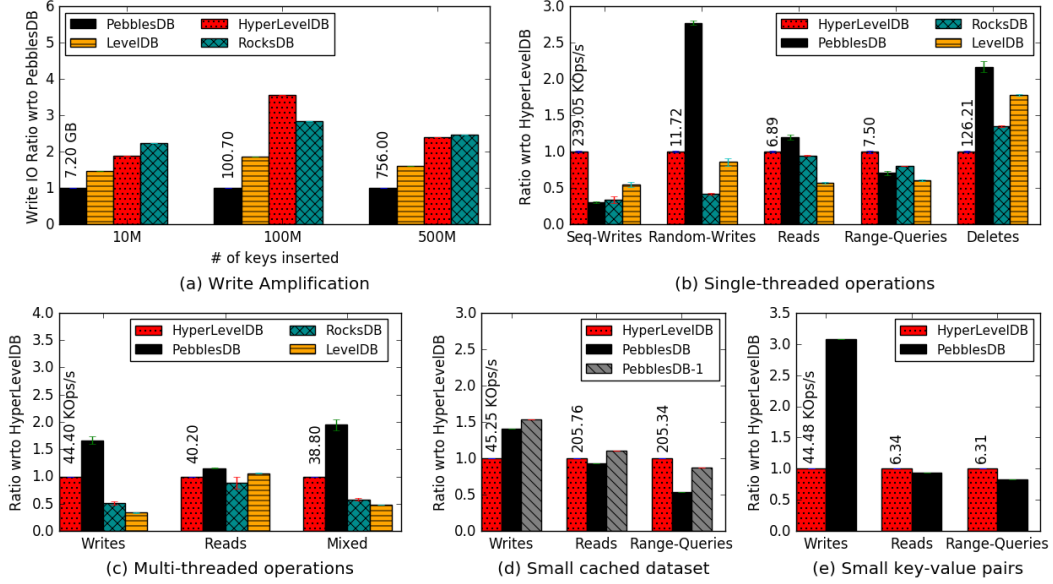 Write IO Ratio wrto PebblesDB
6
5
4
3
2
1
0
PebblesDB
LevelDB
HyperLevelDB
RocksDB
7.20 GB
100.70
756.00
10M
100M
500M
# of keys inserted
(a) Write Amplification
Ratio wrto HyperLevelDB
3.0
2.5
2.0
1.5
1.0
0.5
0.0
HyperLevelDB
PebblesDB
RocksDB
LevelDB
239.05 KOps/s
11.72
6.89
7.50
126.21
Seq-Writes
Random-Writes
Reads
Range-Queries
Deletes
(b) Single-threaded operations
Ratio wrto HyperLevelDB
4.0
3.5
3.0
2.5
2.0
1.5
1.0
0.5
0.0
HyperLevelDB
PebblesDB
RocksDB
LevelDB
44.40 KOps/s
40.20
38.80
Writes
Reads
Mixed
(c) Multi-threaded operations
Ratio wrto HyperLevelDB
3.0
2.5
2.0
1.5
1.0
0.5
0.0
HyperLevelDB
PebblesDB
PebblesDB-1
45.25 KOps/s
205.76
205.34
Writes
Reads
Range-Queries
(d) Small cached dataset
Ratio wrto HyperLevelDB
3.5
3.0
2.5
2.0
1.5
1.0
0.5
0.0
HyperLevelDB
PebblesDB
44.48 KOps/s
6.34
6.31
Writes
Reads
Range-Queries
(e) Small key-value pairs